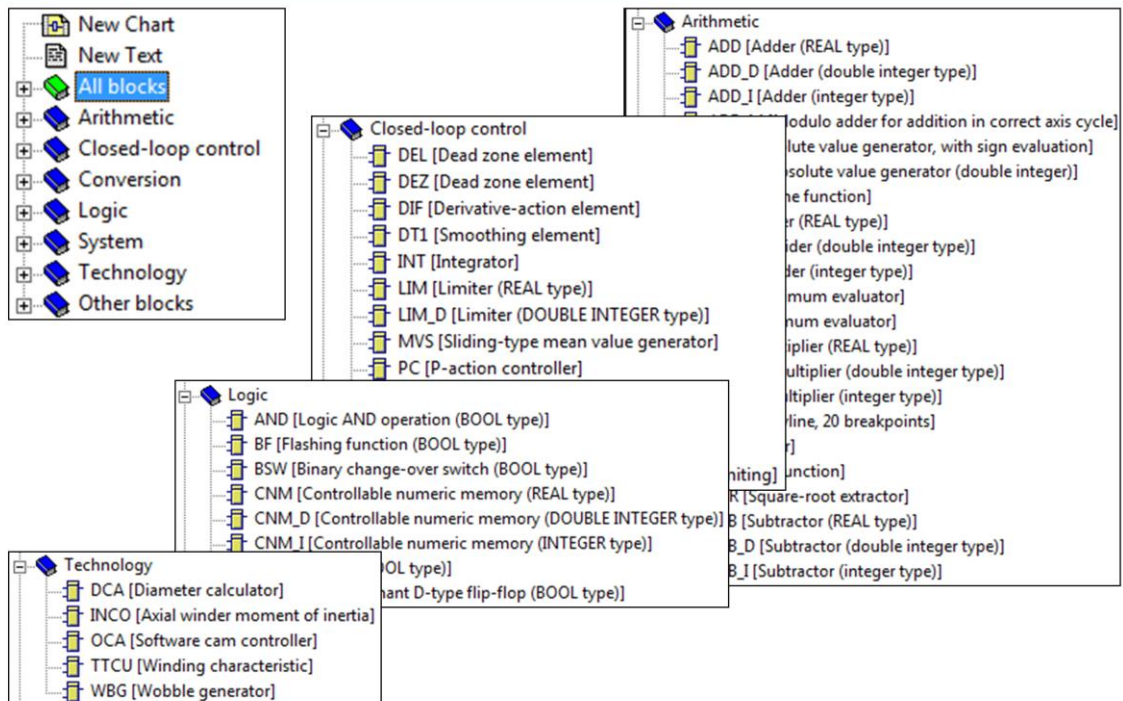 New Chart
New Text
All blocks
Arithmetic
Closed-loop control
Conversion
Logic
System
Technology
Other blocks
Arithmetic
ADD [Adder (REAL type)]
ADD_D [Adder (double integer type)]
ADD_I [Adder (integer type)]
odulo adder for addition in correct axis cycle]
lute value generator, with sign evaluation]
solute value generator (double integer)]
ne function]
r (REAL type)]
ider (double integer type)]
der (integer type)]
mum evaluator]
num evaluator]
iplier (REAL type)]
ultiplier (double integer type)]
ltiplier (integer type)]
yline, 20 breakpoints]
r]
unction]
R [Square-root extractor]
B [Subtractor (REAL type)]
B_D [Subtractor (double integer type)]
B_I [Subtractor (integer type)]
Closed-loop control
DEL [Dead zone element]
DEZ [Dead zone element]
DIF [Derivative-action element]
DT1 [Smoothing element]
INT [Integrator]
LIM [Limiter (REAL type)]
LIM_D [Limiter (DOUBLE INTEGER type)]
MVS [Sliding-type mean value generator]
PC [P-action controller]
niting]
Logic
AND [Logic AND operation (BOOL type)]
BF [Flashing function (BOOL type)]
BSW [Binary change-over switch (BOOL type)]
CNM [Controllable numeric memory (REAL type)]
CNM_D [Controllable numeric memory (DOUBLE INTEGER type)]
CNM_I [Controllable numeric memory (INTEGER type)]
OL type)]
nant D-type flip-flop (BOOL type)]
Technology
DCA [Diameter calculator]
INCO [Axial winder moment of inertia]
OCA [Software cam controller]
TTCU [Winding characteristic]
WBG [Wobble generator]